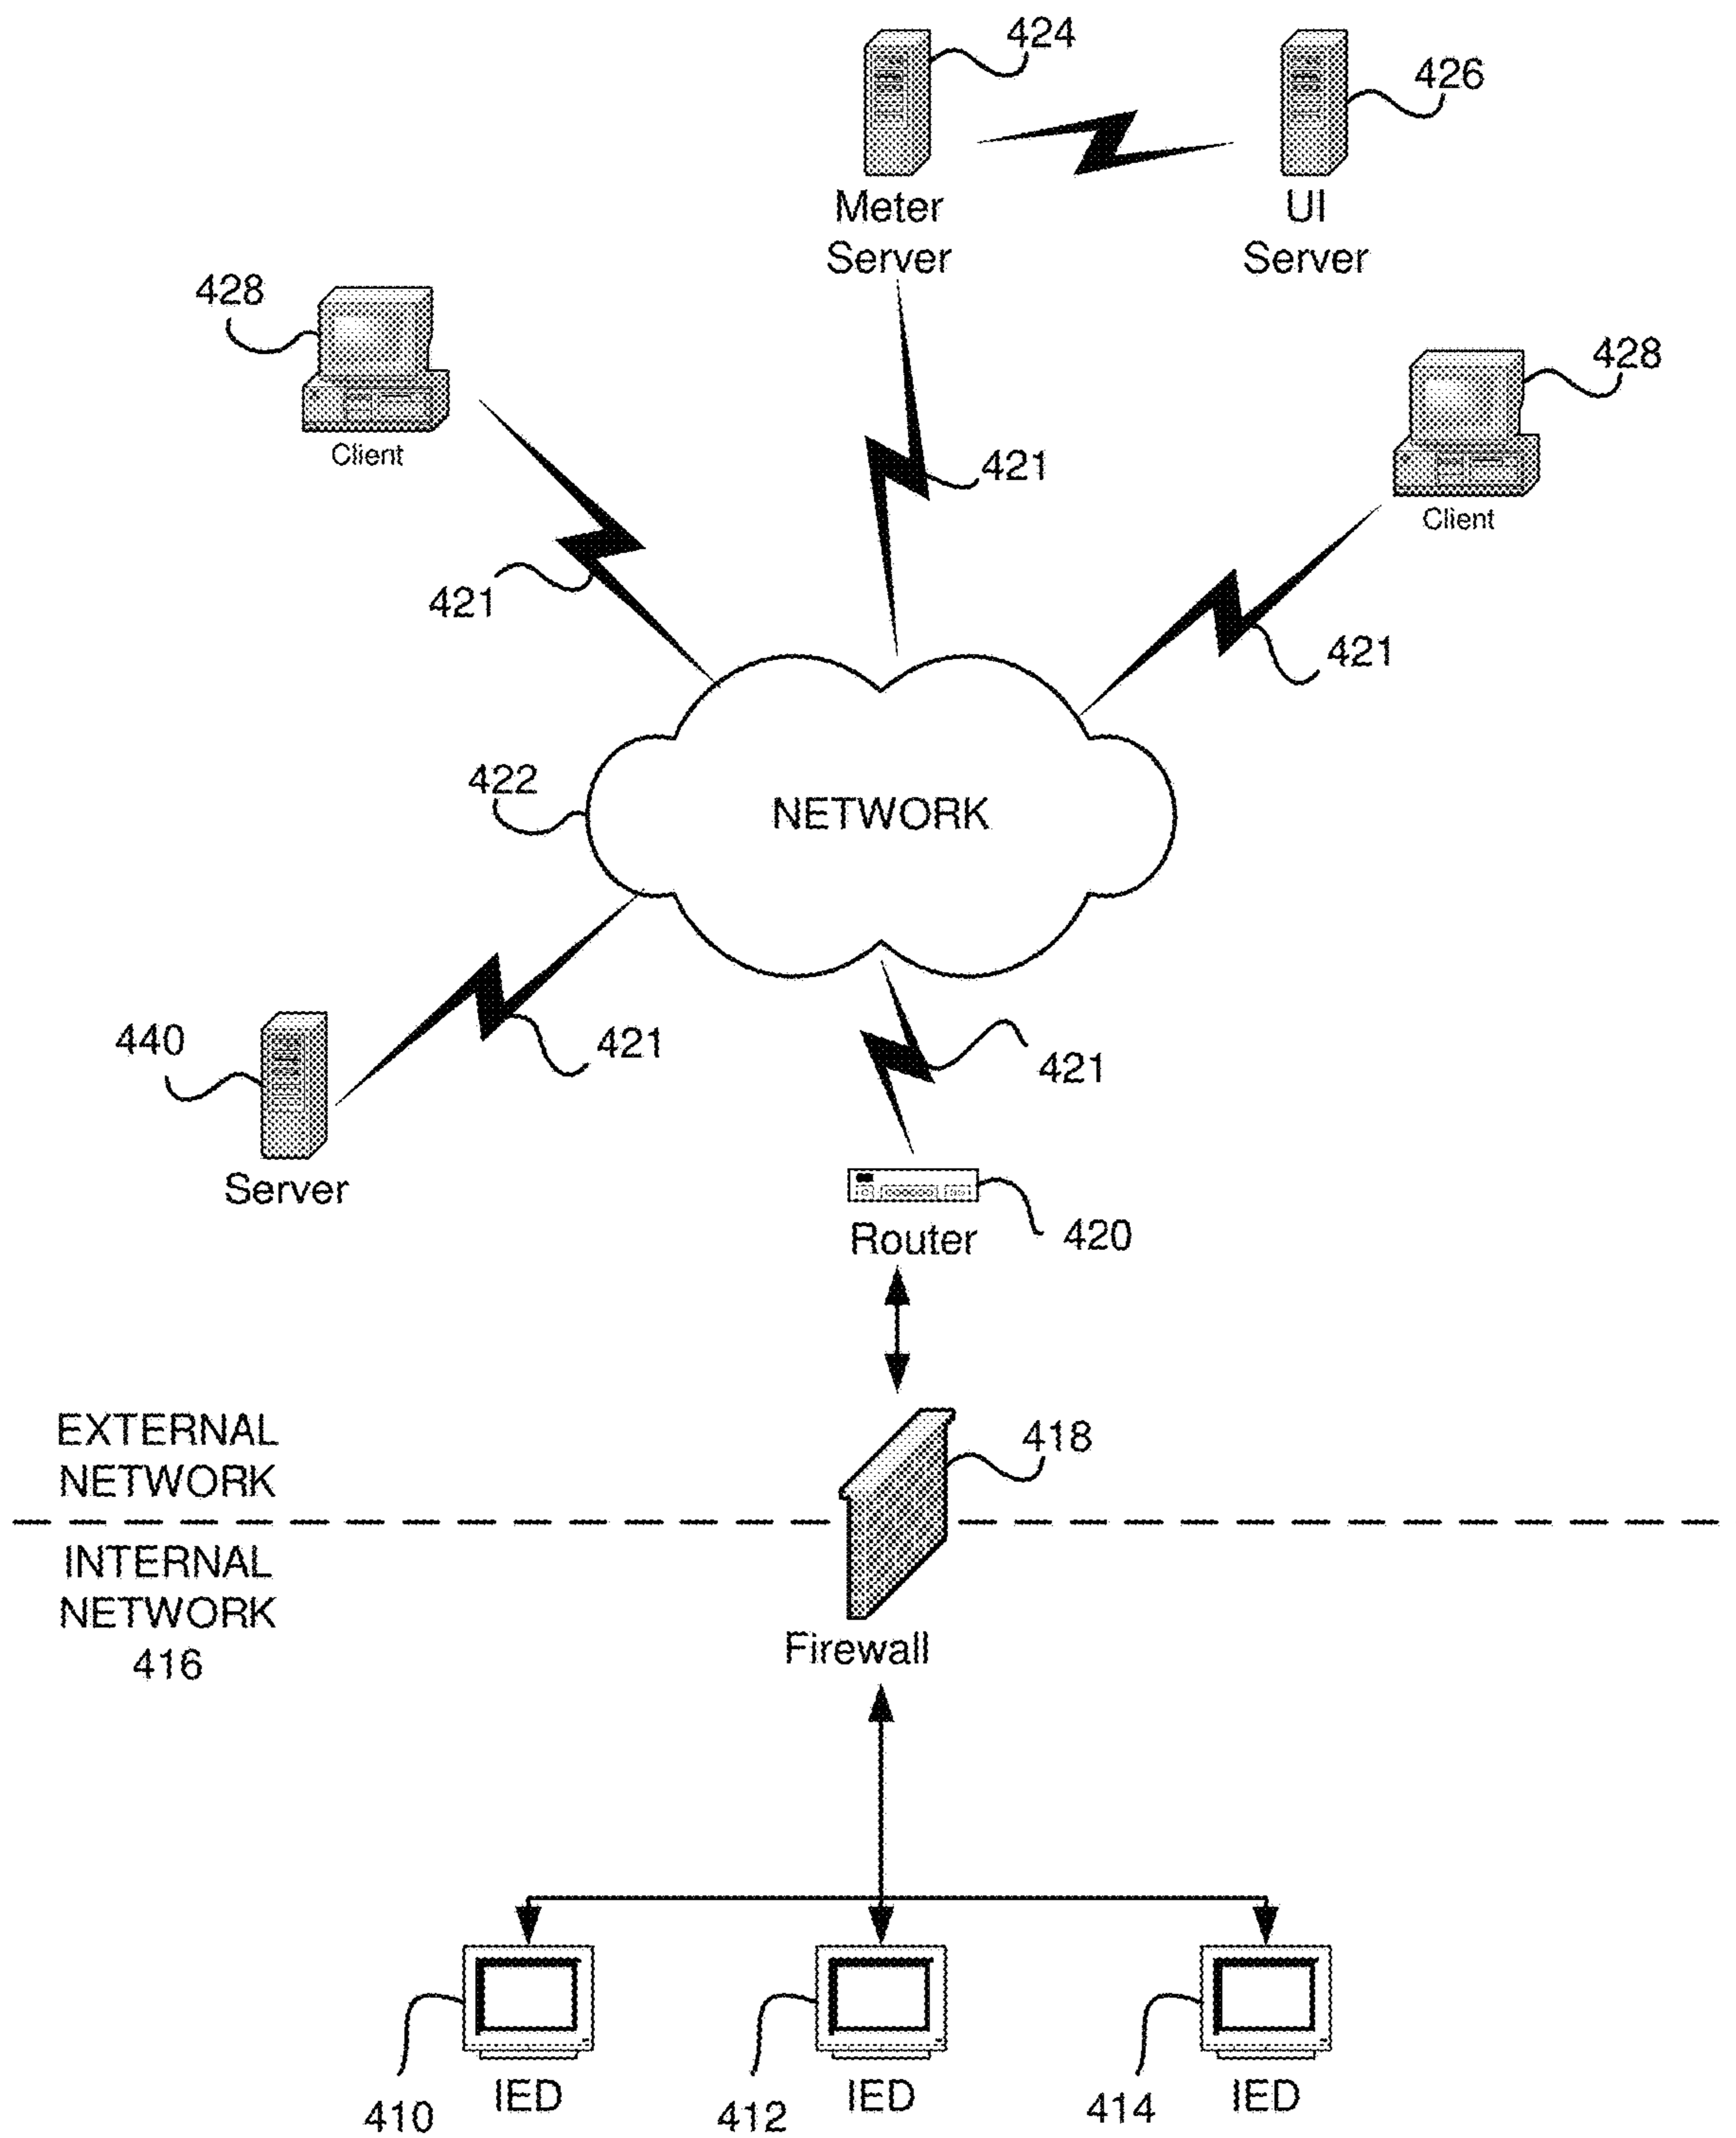 424
426
Meter
Server
UI
Server
428
Client
428
Client
421
421
421
422
NETWORK
440
Server
421
421
Router
420
EXTERNAL
NETWORK
418
INTERNAL
NETWORK
416
Firewall
410
IED
412
IED
414
IED